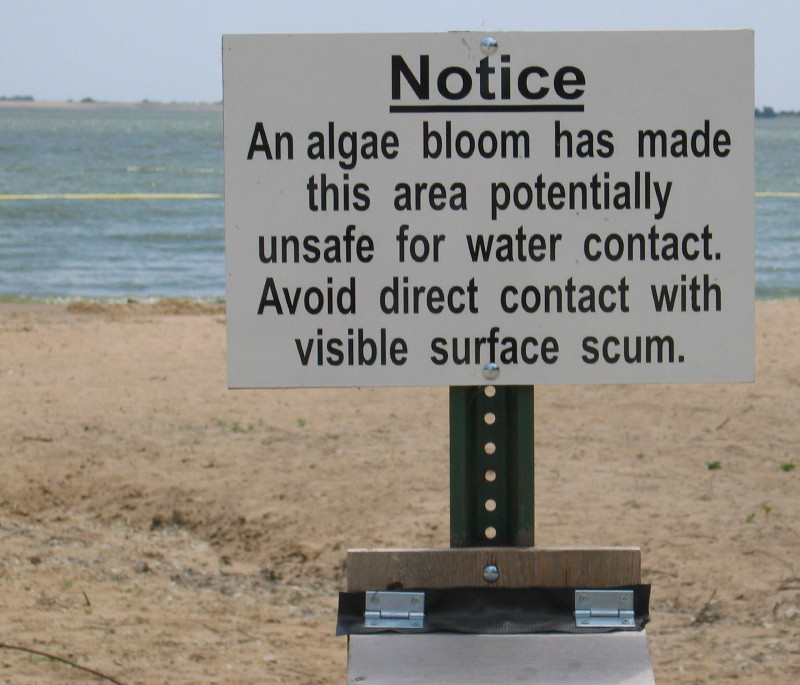 Notice
An algae bloom has made
this area potentially
unsafe for water contact.
Avoid direct contact with
visible surface scum.